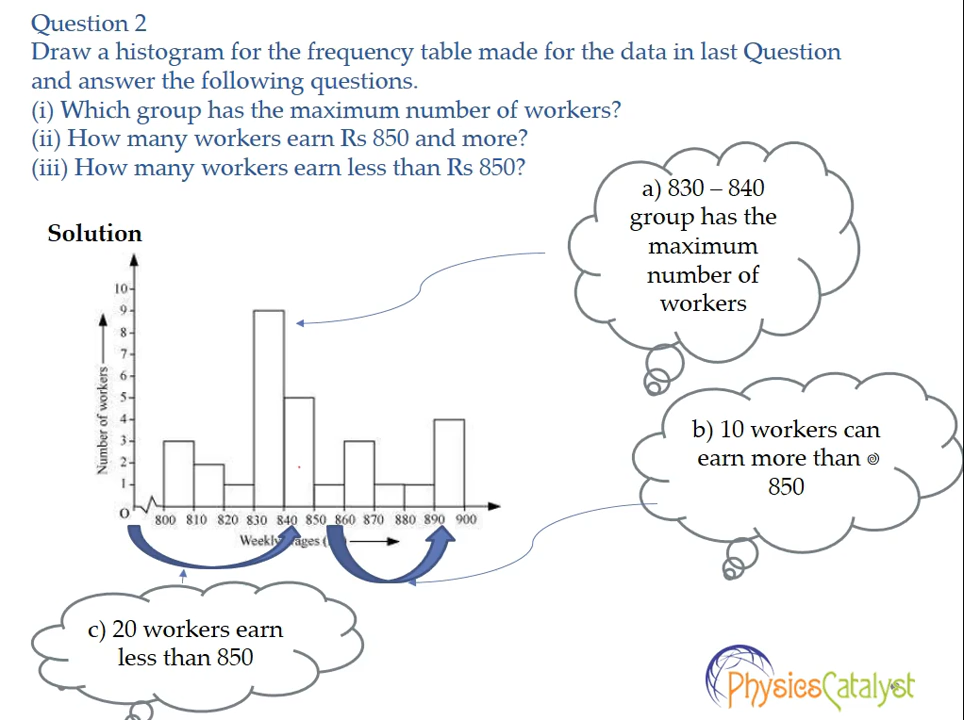 Question 2
Draw a histogram for the frequency table made for the data in last Question
and answer the following questions.
(i) Which group has the maximum number of workers?
(ii) How many workers earn Rs 850 and more?
(iii) How many workers earn less than Rs 850?
Solution
a) 830 – 840
group has the
maximum
number of
workers
10
9
8
7
6
5
4
3
2
1
O
Number of workers
800 810 820 830 840 850 860 870 880 890 900
Weekly ages (
b) 10 workers can
earn more than
850
c) 20 workers earn
less than 850
PhysicsCatalyst